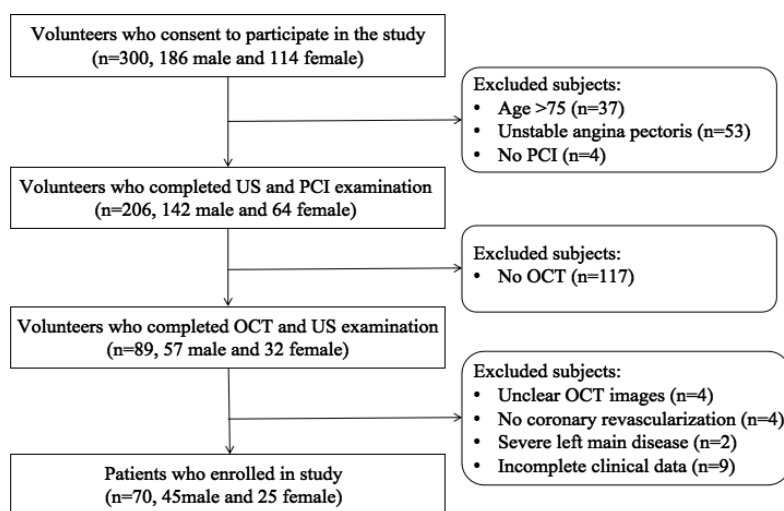 Volunteers who consent to participate in the study
(n=300, 186 male and 114 female)
Excluded subjects:
• Age >75 (n=37)
• Unstable angina pectoris (n=53)
• No PCI (n=4)
Volunteers who completed US and PCI examination
(n=206, 142 male and 64 female)
Excluded subjects:
• No OCT (n=117)
Volunteers who completed OCT and US examination
(n=89, 57 male and 32 female)
Excluded subjects:
• Unclear OCT images (n=4)
• No coronary revascularization (n=4)
• Severe left main disease (n=2)
• Incomplete clinical data (n=9)
Patients who enrolled in study
(n=70, 45male and 25 female)